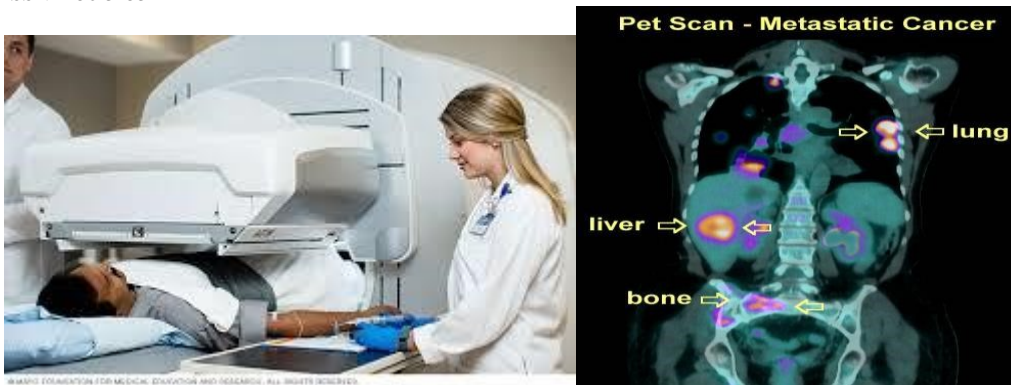 Pet Scan - Metastatic Cancer
lung
liver
bone
© MAYO FOUNDATION FOR MEDICAL EDUCATION AND RESEARCH. ALL RIGHTS RESERVED.